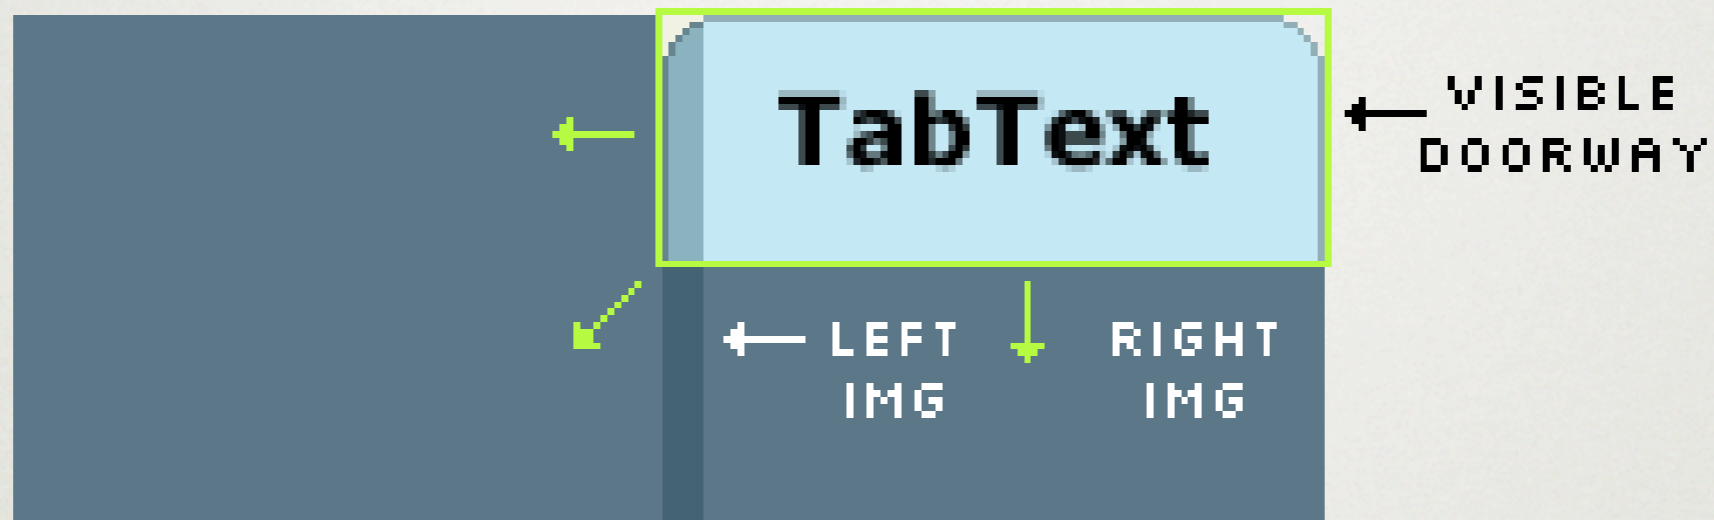 TabText
VISIBLE
DOORWAY
LEFT
IMG
RIGHT
IMG